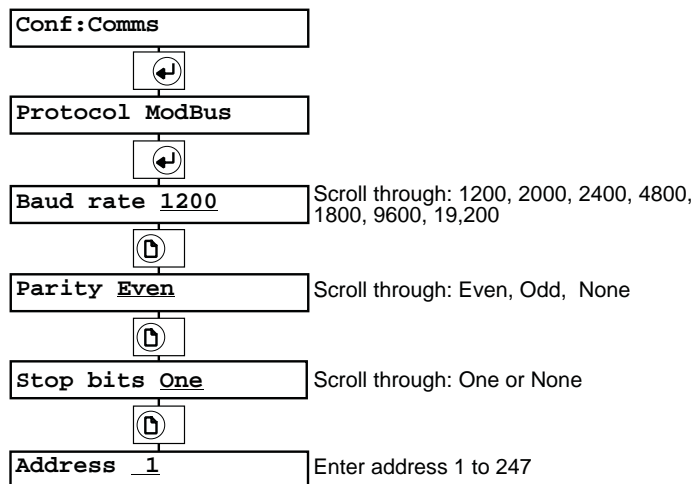 Conf:Comms
Protocol ModBus
Baud rate 1200
Scroll through: 1200, 2000, 2400, 4800,
1800, 9600, 19,200
Parity Even
Scroll through: Even, Odd, None
Stop bits One
Scroll through: One or None
Address 1
Enter address 1 to 247